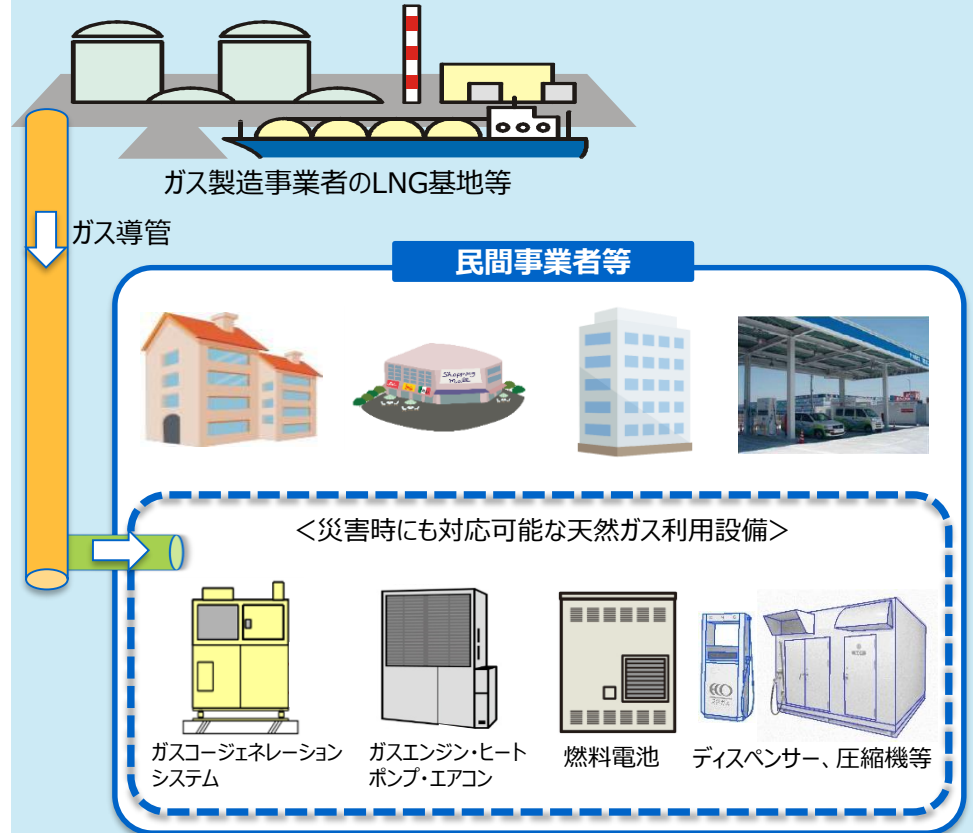 ガス製造事業者のLNG基地等
ガス導管
民間事業者等
Shopping
Mall
＜災害時にも対応可能な天然ガス利用設備＞
CNG
ECO
ガスコージェネレーション
システム
ガスエンジン・ヒート
ポンプ・エアコン
燃料電池
ディスペンサー、圧縮機等